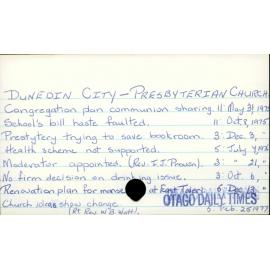 DUNEDIN CITY - PRESBYTERIAN CHURCH
Congregation plan communion sharing. 11 May 31, 1975
School's bill haste faulted. 11 Oct 8, 1975
Presbytery trying to save bookroom. 3 Dec. 3, "
Health scheme not supported. 5 July
Moderator appointed. (Rev. I.J. 3 " 21, "
No firm decision on drinking issue. 3 Oct. 6, "
Renovation plan for manse at East Taieri. 5 Dec 13, "
Church ideas show change 5. Feb. 25 1977
(Rt Rev. W.B. Watt).
OTAGO DAILY TIMES